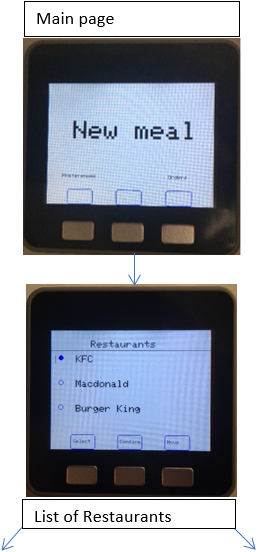 Main page
New meal
Preferences
Orders
Restaurants
KFC
Macdonald
Burger King
Select
Confirm
Move
List of Restaurants